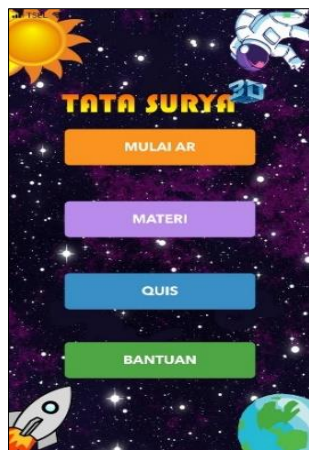 TATA SURYA 3D
MULAI AR
MATERI
QUIS
BANTUAN